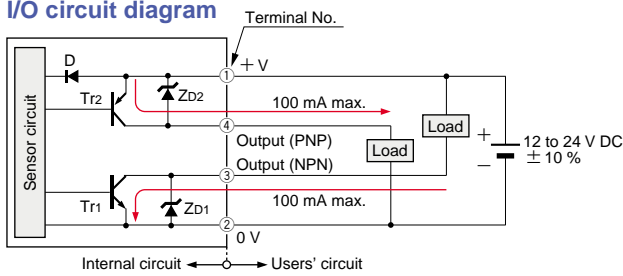 I/O circuit diagram
Terminal No.
D
① + V
Tr2
ZD2
100 mA max.
④
Output (PNP)
Load
Load
+
−
12 to 24 V DC
± 10 %
Sensor circuit
Output (NPN)
③
100 mA max.
Tr1
ZD1
②
0 V
Internal circuit
Users' circuit